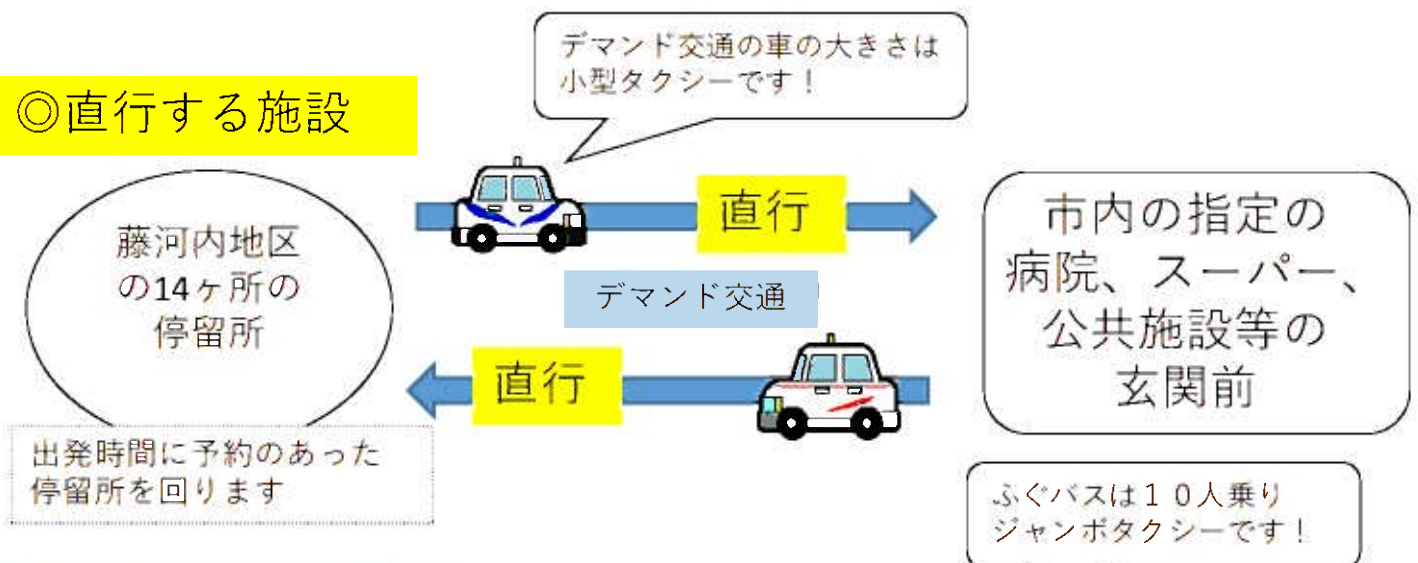 デマンド交通の車の大きさは
小型タクシーです！
◎直行する施設
藤河内地区
の14ヶ所の
停留所
直行
市内の指定の
病院、スーパー、
公共施設等の
玄関前
デマンド交通
直行
出発時間に予約のあった
停留所を回ります
ふぐバスは１０人乗り
ジャンボタクシーです！